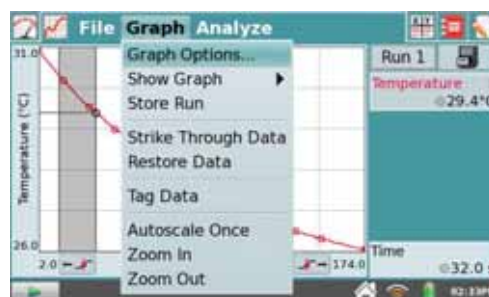 File Graph Analyze
31.0
Graph Options...
Run 1
Show Graph
Temperature
Store Run
29.4°C
Temperature (°C)
Strike Through Data
Restore Data
Tag Data
Autoscale Once
26.0
Zoom In
Time
2.0
174.0
32.0 s
Zoom Out
02:33PM